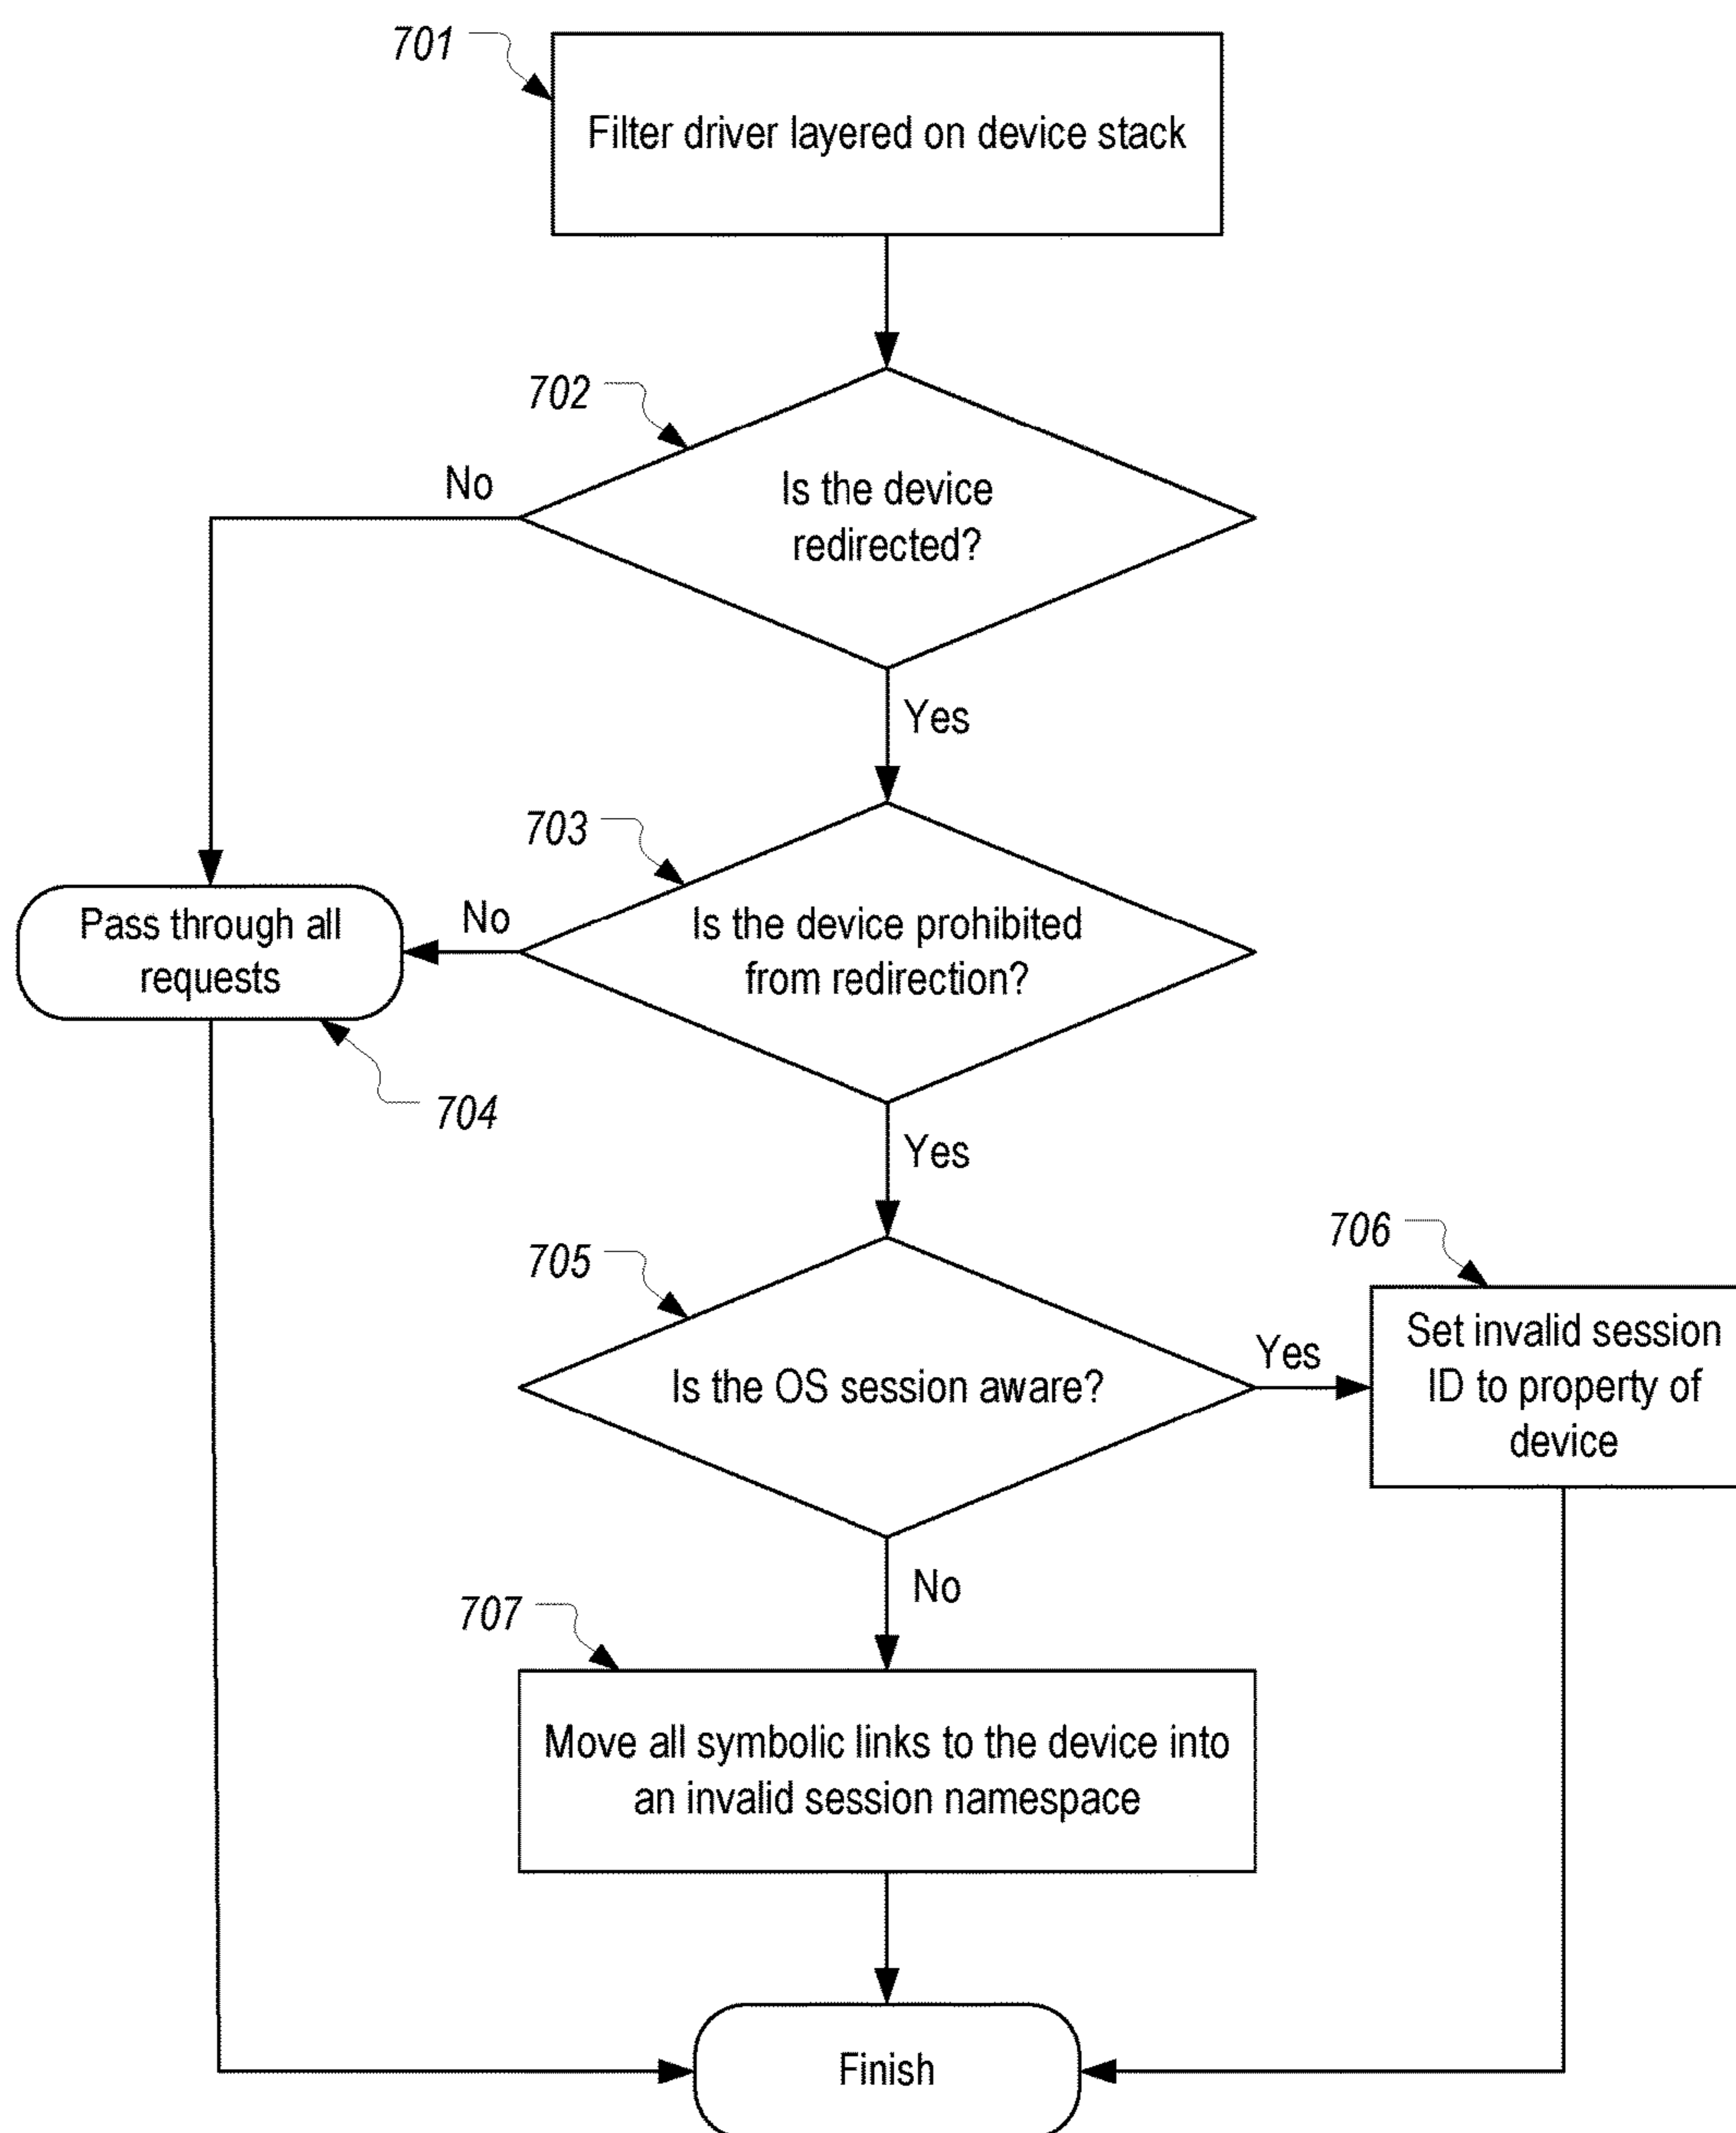 701
Filter driver layered on device stack
702
No
Is the device
redirected?
Yes
703
Pass through all
requests
No
Is the device prohibited
from redirection?
704
Yes
705
706
Is the OS session aware?
Yes
Set invalid session
ID to property of
device
No
707
Move all symbolic links to the device into
an invalid session namespace
Finish